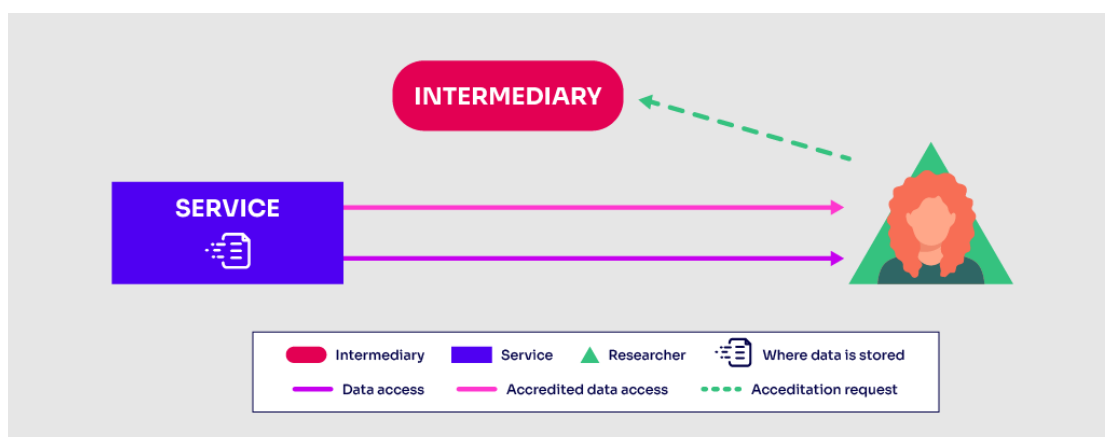 INTERMEDIARY
SERVICE
Intermediary Service Researcher Where data is stored
Data access Accredited data access Acceditation request